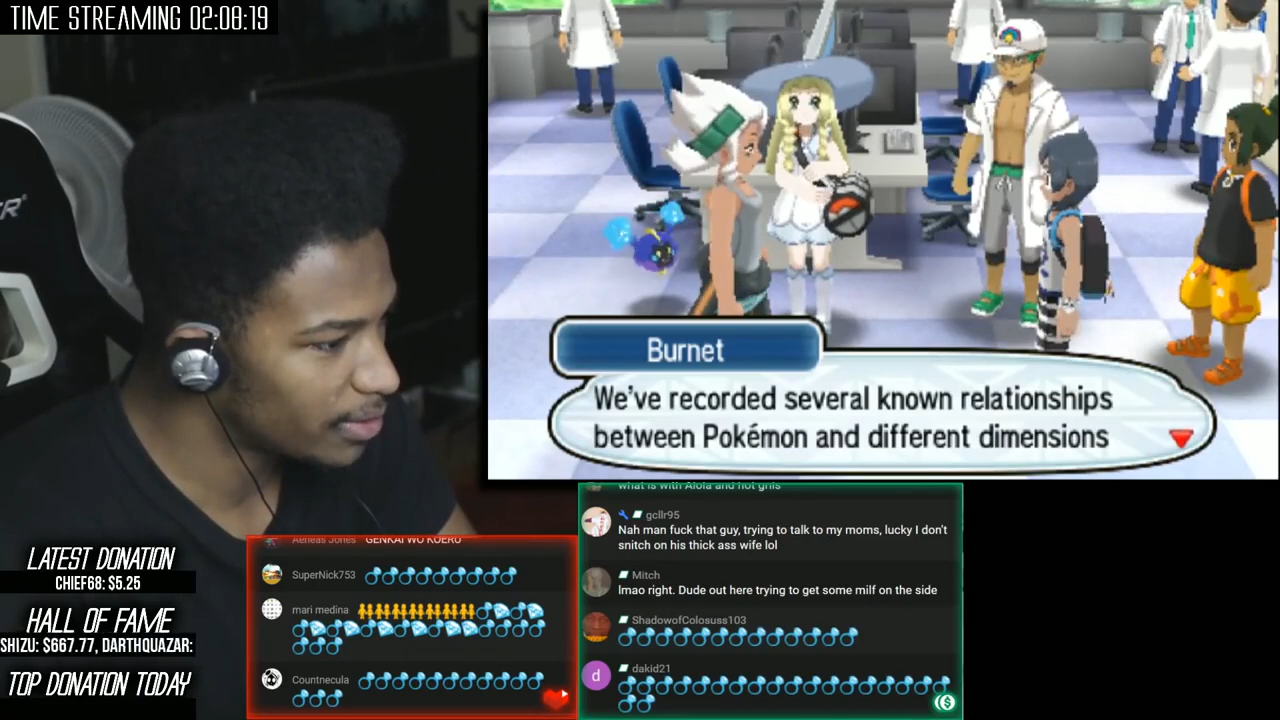 TIME STREAMING 02:08:19
Burnet
We've recorded several known relationships
between Pokémon and different dimensions
what is with Alola and hot girls
gcllr95
Nah man fuck that guy, trying to talk to my moms, lucky I don't
snitch on his thick ass wife lol
Mitch
lmao right. Dude out here trying to get some milf on the side
ShadowofColosuss103
d
dakid21
Aeneas Jones GENKAI WO KOERU
SuperNick753
mari medina
Countnecula
LATEST DONATION
CHIEF68: $5.25
HALL OF FAME
SHIZU: $667.77, DARTHQUAZAR:
TOP DONATION TODAY